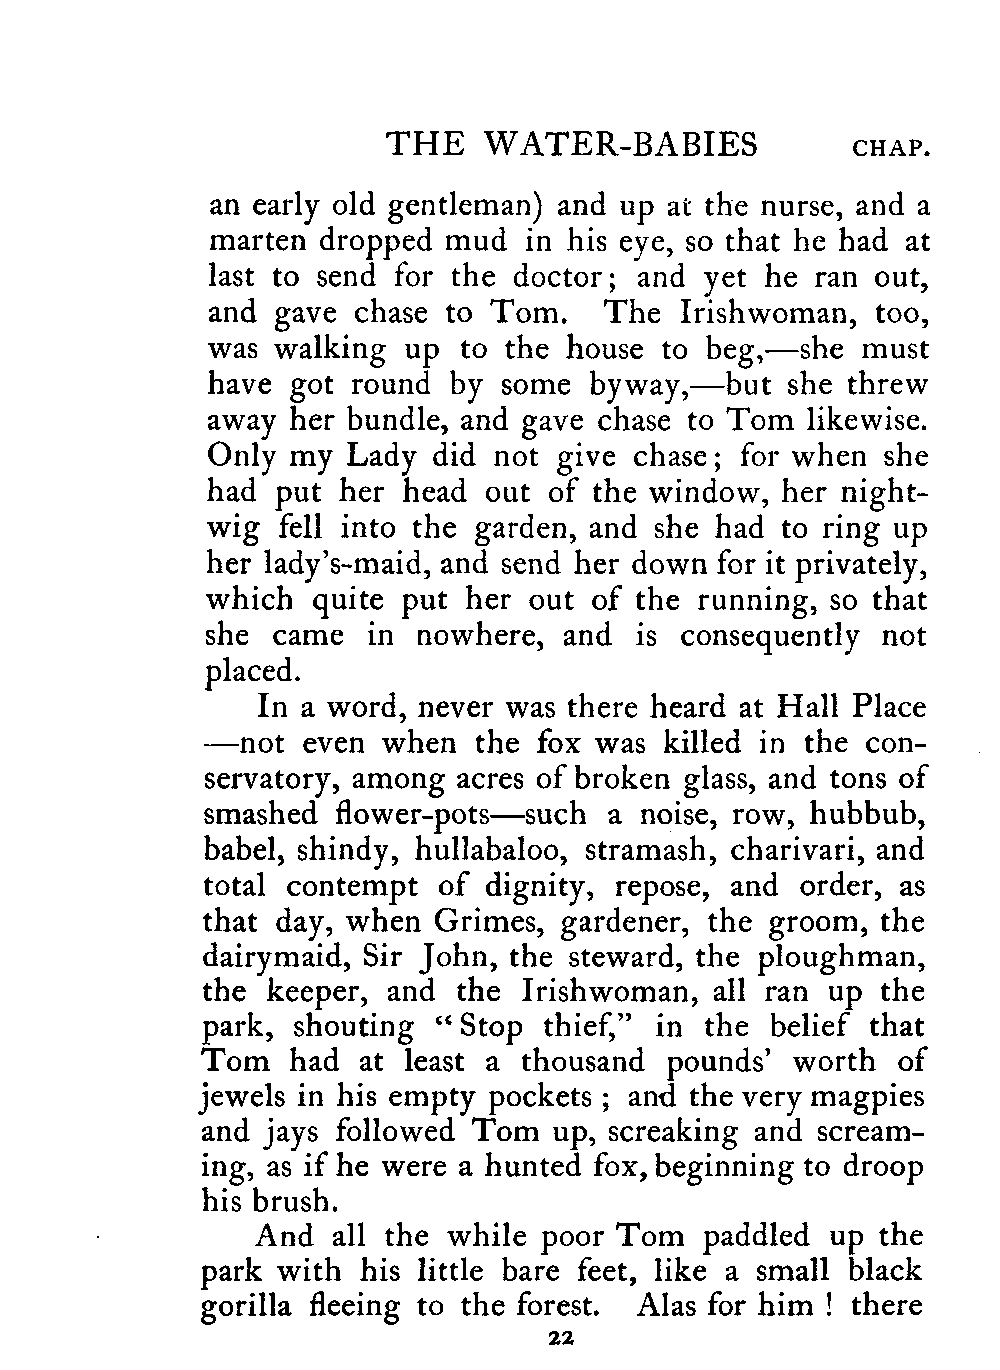 THE WATER-BABIES CHAP.
an early old gentleman) and up at the nurse, and a
marten dropped mud in his eye, so that he had at
last to send for the doctor; and yet he ran out,
and gave chase to Tom. The Irishwoman, too,
was walking up to the house to beg,—she must
have got round by some byway,—but she threw
away her bundle, and gave chase to Tom likewise.
Only my Lady did not give chase; for when she
had put her head out of the window, her night-
wig fell into the garden, and she had to ring up
her lady's-maid, and send her down for it privately,
which quite put her out of the running, so that
she came in nowhere, and is consequently not
placed.
In a word, never was there heard at Hall Place
—not even when the fox was killed in the con-
servatory, among acres of broken glass, and tons of
smashed flower-pots—such a noise, row, hubbub,
babel, shindy, hullabaloo, stramash, charivari, and
total contempt of dignity, repose, and order, as
that day, when Grimes, gardener, the groom, the
dairymaid, Sir John, the steward, the ploughman,
the keeper, and the Irishwoman, all ran up the
park, shouting “Stop thief,” in the belief that
Tom had at least a thousand pounds' worth of
jewels in his empty pockets ; and the very magpies
and jays followed Tom up, screaking and scream-
ing, as if he were a hunted fox, beginning to droop
his brush.
And all the while poor Tom paddled up the
park with his little bare feet, like a small black
gorilla fleeing to the forest. Alas for him ! there
22